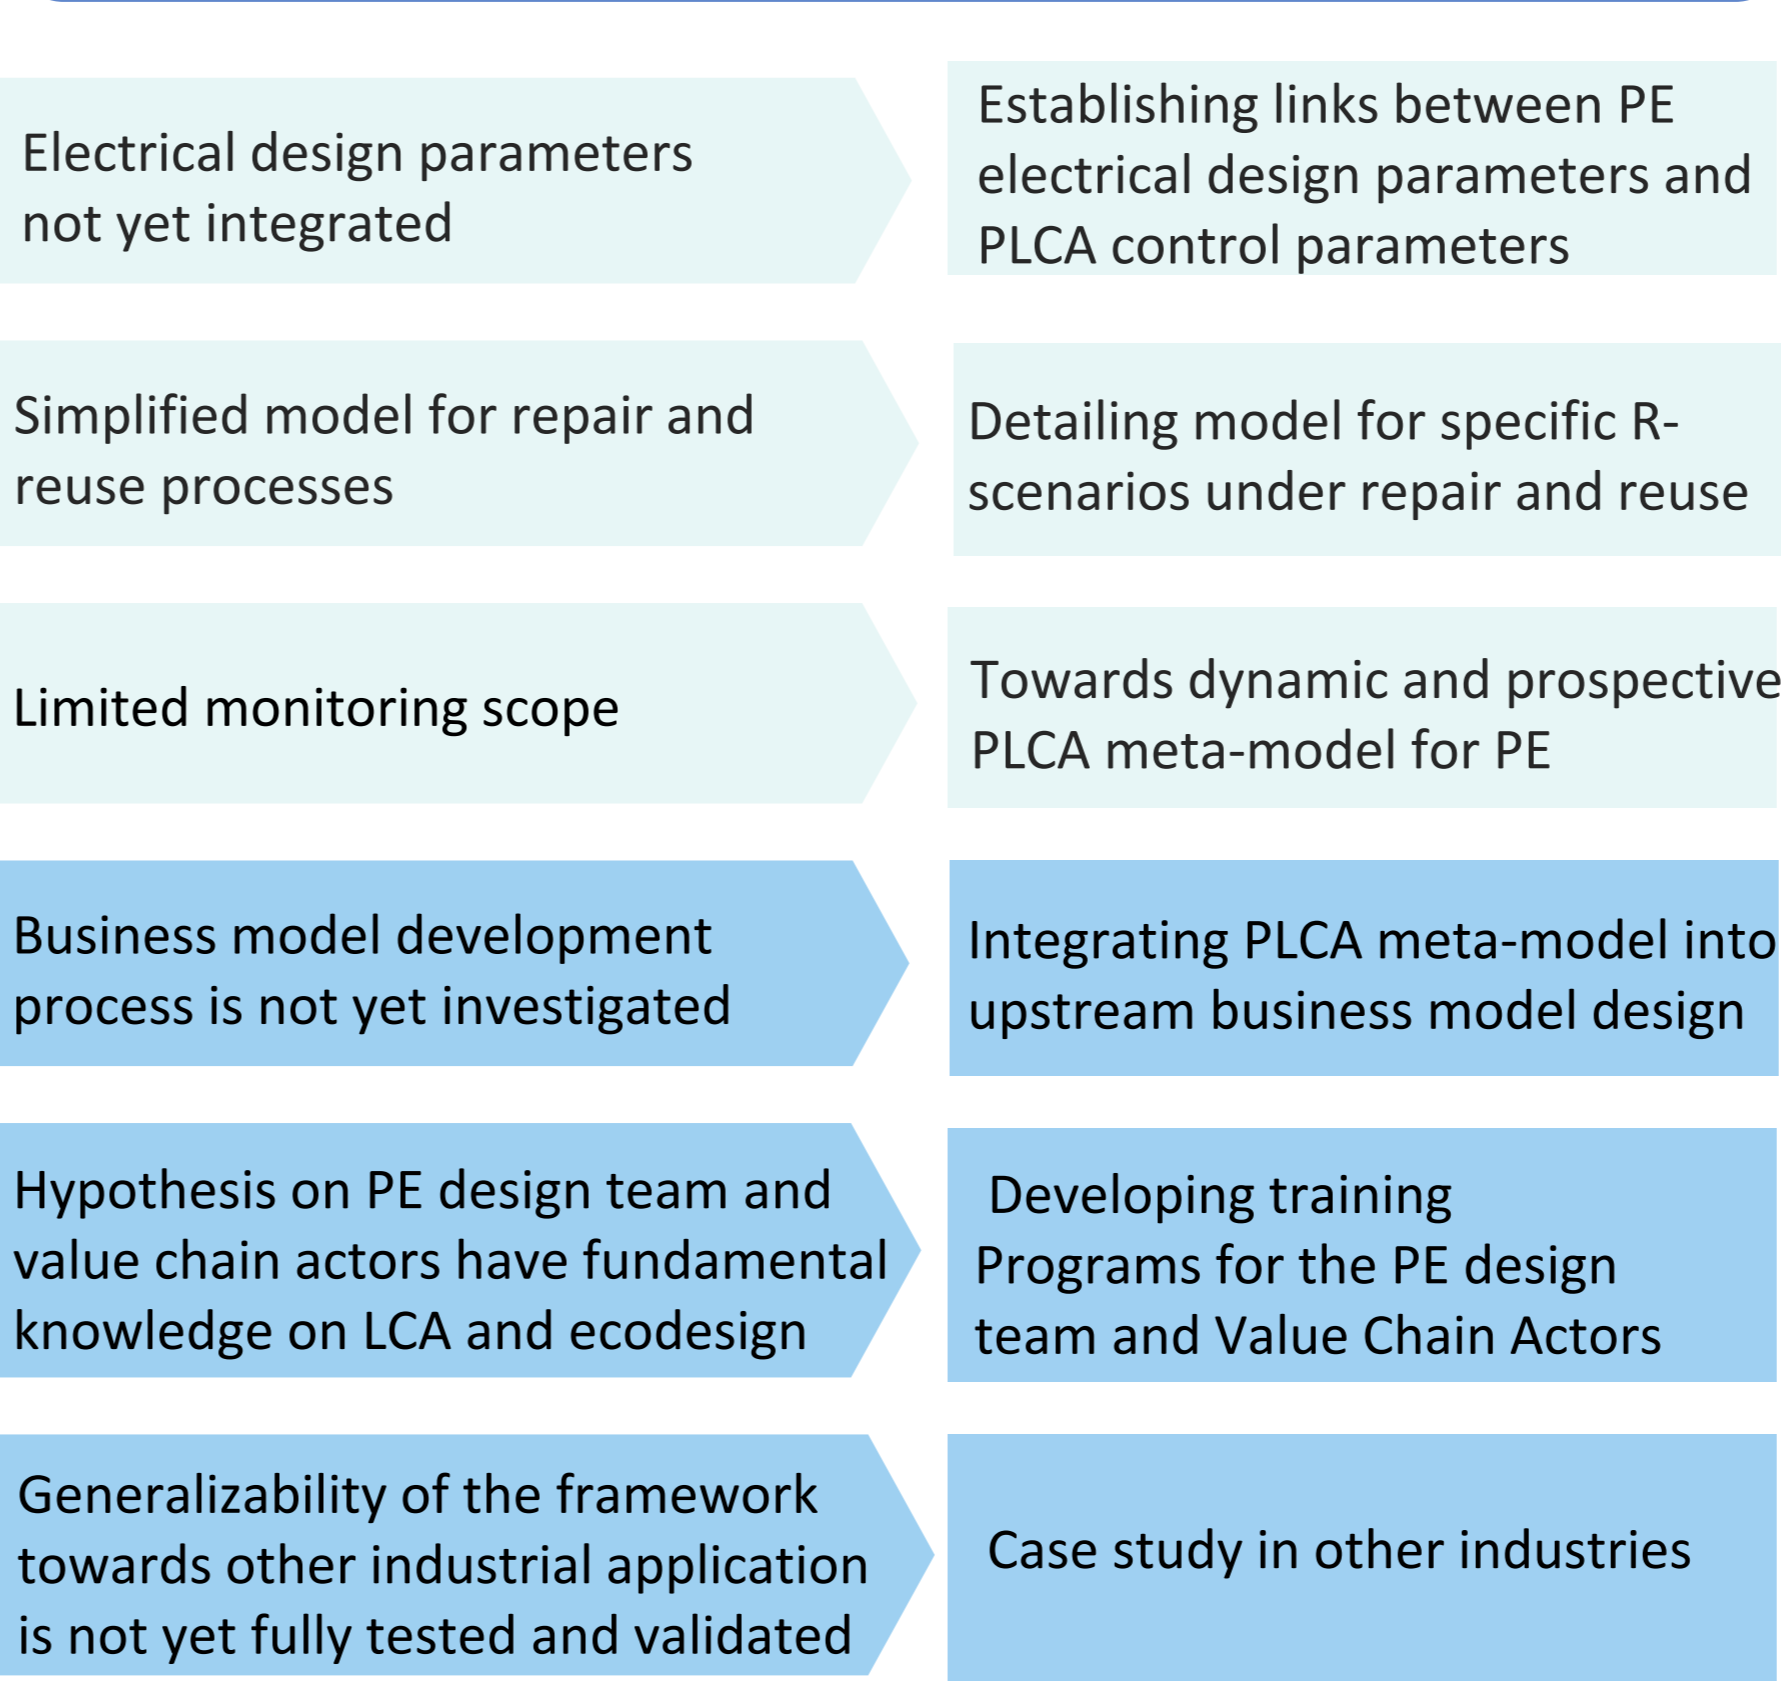 Electrical design parameters
not yet integrated
Establishing links between PE
electrical design parameters and
PLCA control parameters
Simplified model for repair and
reuse processes
Detailing model for specific R-
scenarios under repair and reuse
Limited monitoring scope
Towards dynamic and prospective
PLCA meta-model for PE
Business model development
process is not yet investigated
Integrating PLCA meta-model into
upstream business model design
Hypothesis on PE design team and
value chain actors have fundamental
knowledge on LCA and ecodesign
Developing training
Programs for the PE design
team and Value Chain Actors
Generalizability of the framework
towards other industrial application
is not yet fully tested and validated
Case study in other industries